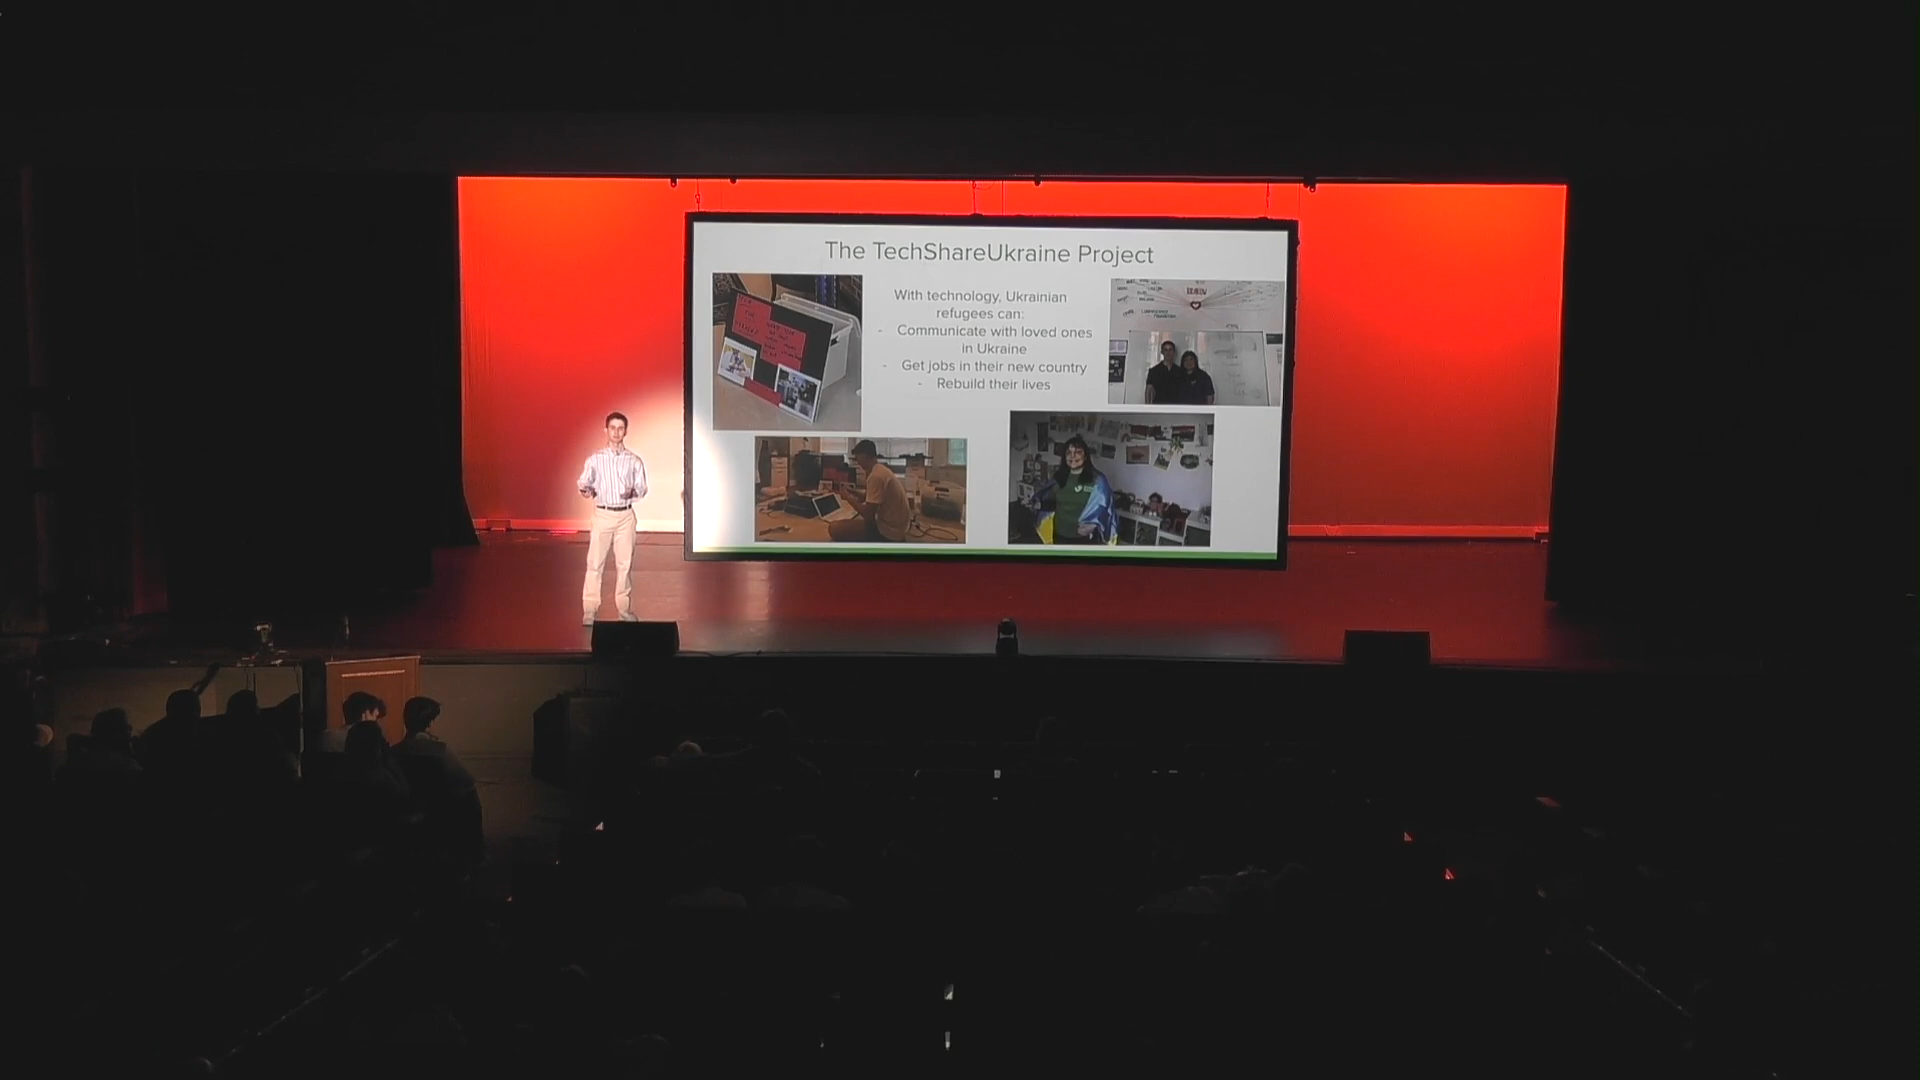 The TechShareUkraine Project
With technology, Ukrainian
refugees can:
- Communicate with loved ones
in Ukraine
- Get jobs in their new country
- Rebuild their lives